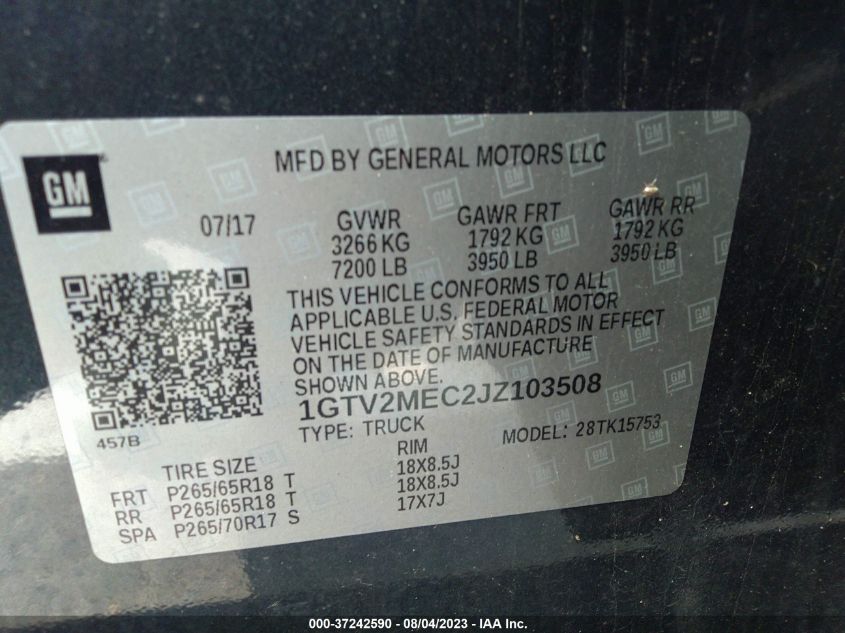 GM
MFD BY GENERAL MOTORS LLC
07/17
GVWR GAWR FRT GAWR RR
3266 KG 1792 KG 1792 KG
7200 LB 3950 LB 3950 LB
THIS VEHICLE CONFORMS TO ALL
APPLICABLE U.S. FEDERAL MOTOR
VEHICLE SAFETY STANDARDS IN EFFECT
ON THE DATE OF MANUFACTURE
SHOWN ABOVE.
1GTV2MEC2JZ103508
457B
TYPE: TRUCK MODEL: 28TK15753
TIRE SIZE RIM
FRT P265/65R18 T 18X8.5J
RR P265/65R18 T 18X8.5J
SPA P265/70R17 S 17X7J
000-37242590 - 08/04/2023 - IAA Inc.